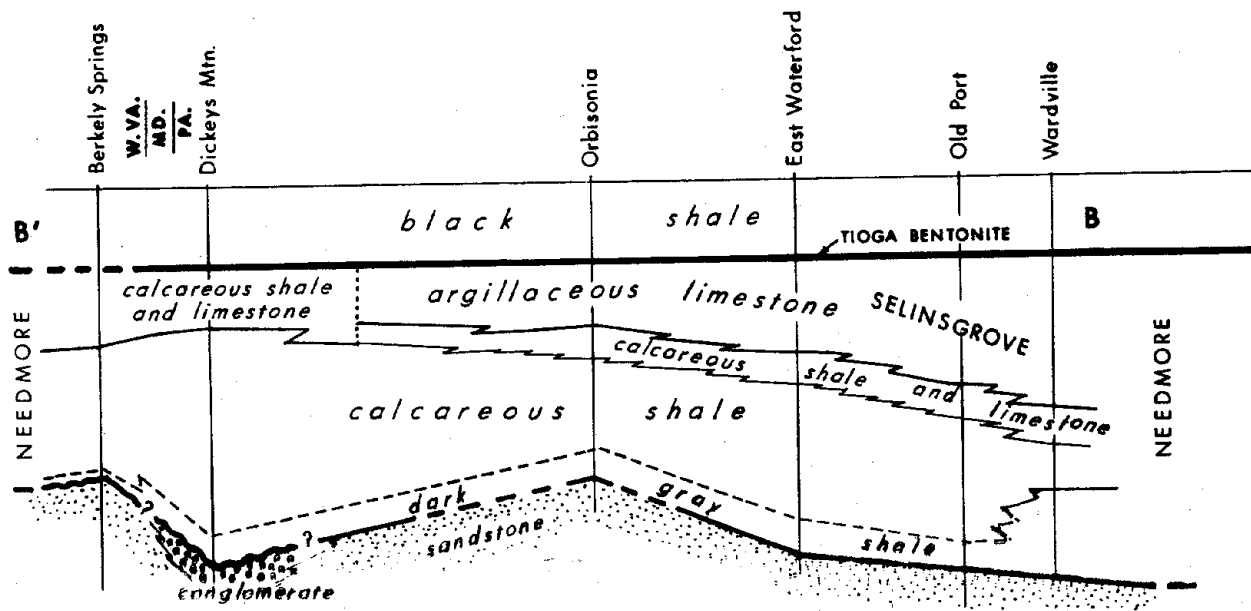 Berkely Springs
W. VA.
MD.
PA.
Dickeys Mtn.
Orbisonia
East Waterford
Old Port
Wardville
B'
black shale
B
TIOGA BENTONITE
calcareous shale
and limestone
argillaceous limestone
SELINSGROVE
calcareous shale and limestone
NEEDMORE
calcareous shale
NEEDMORE
dark gray shale
?
?
sandstone
conglomerate